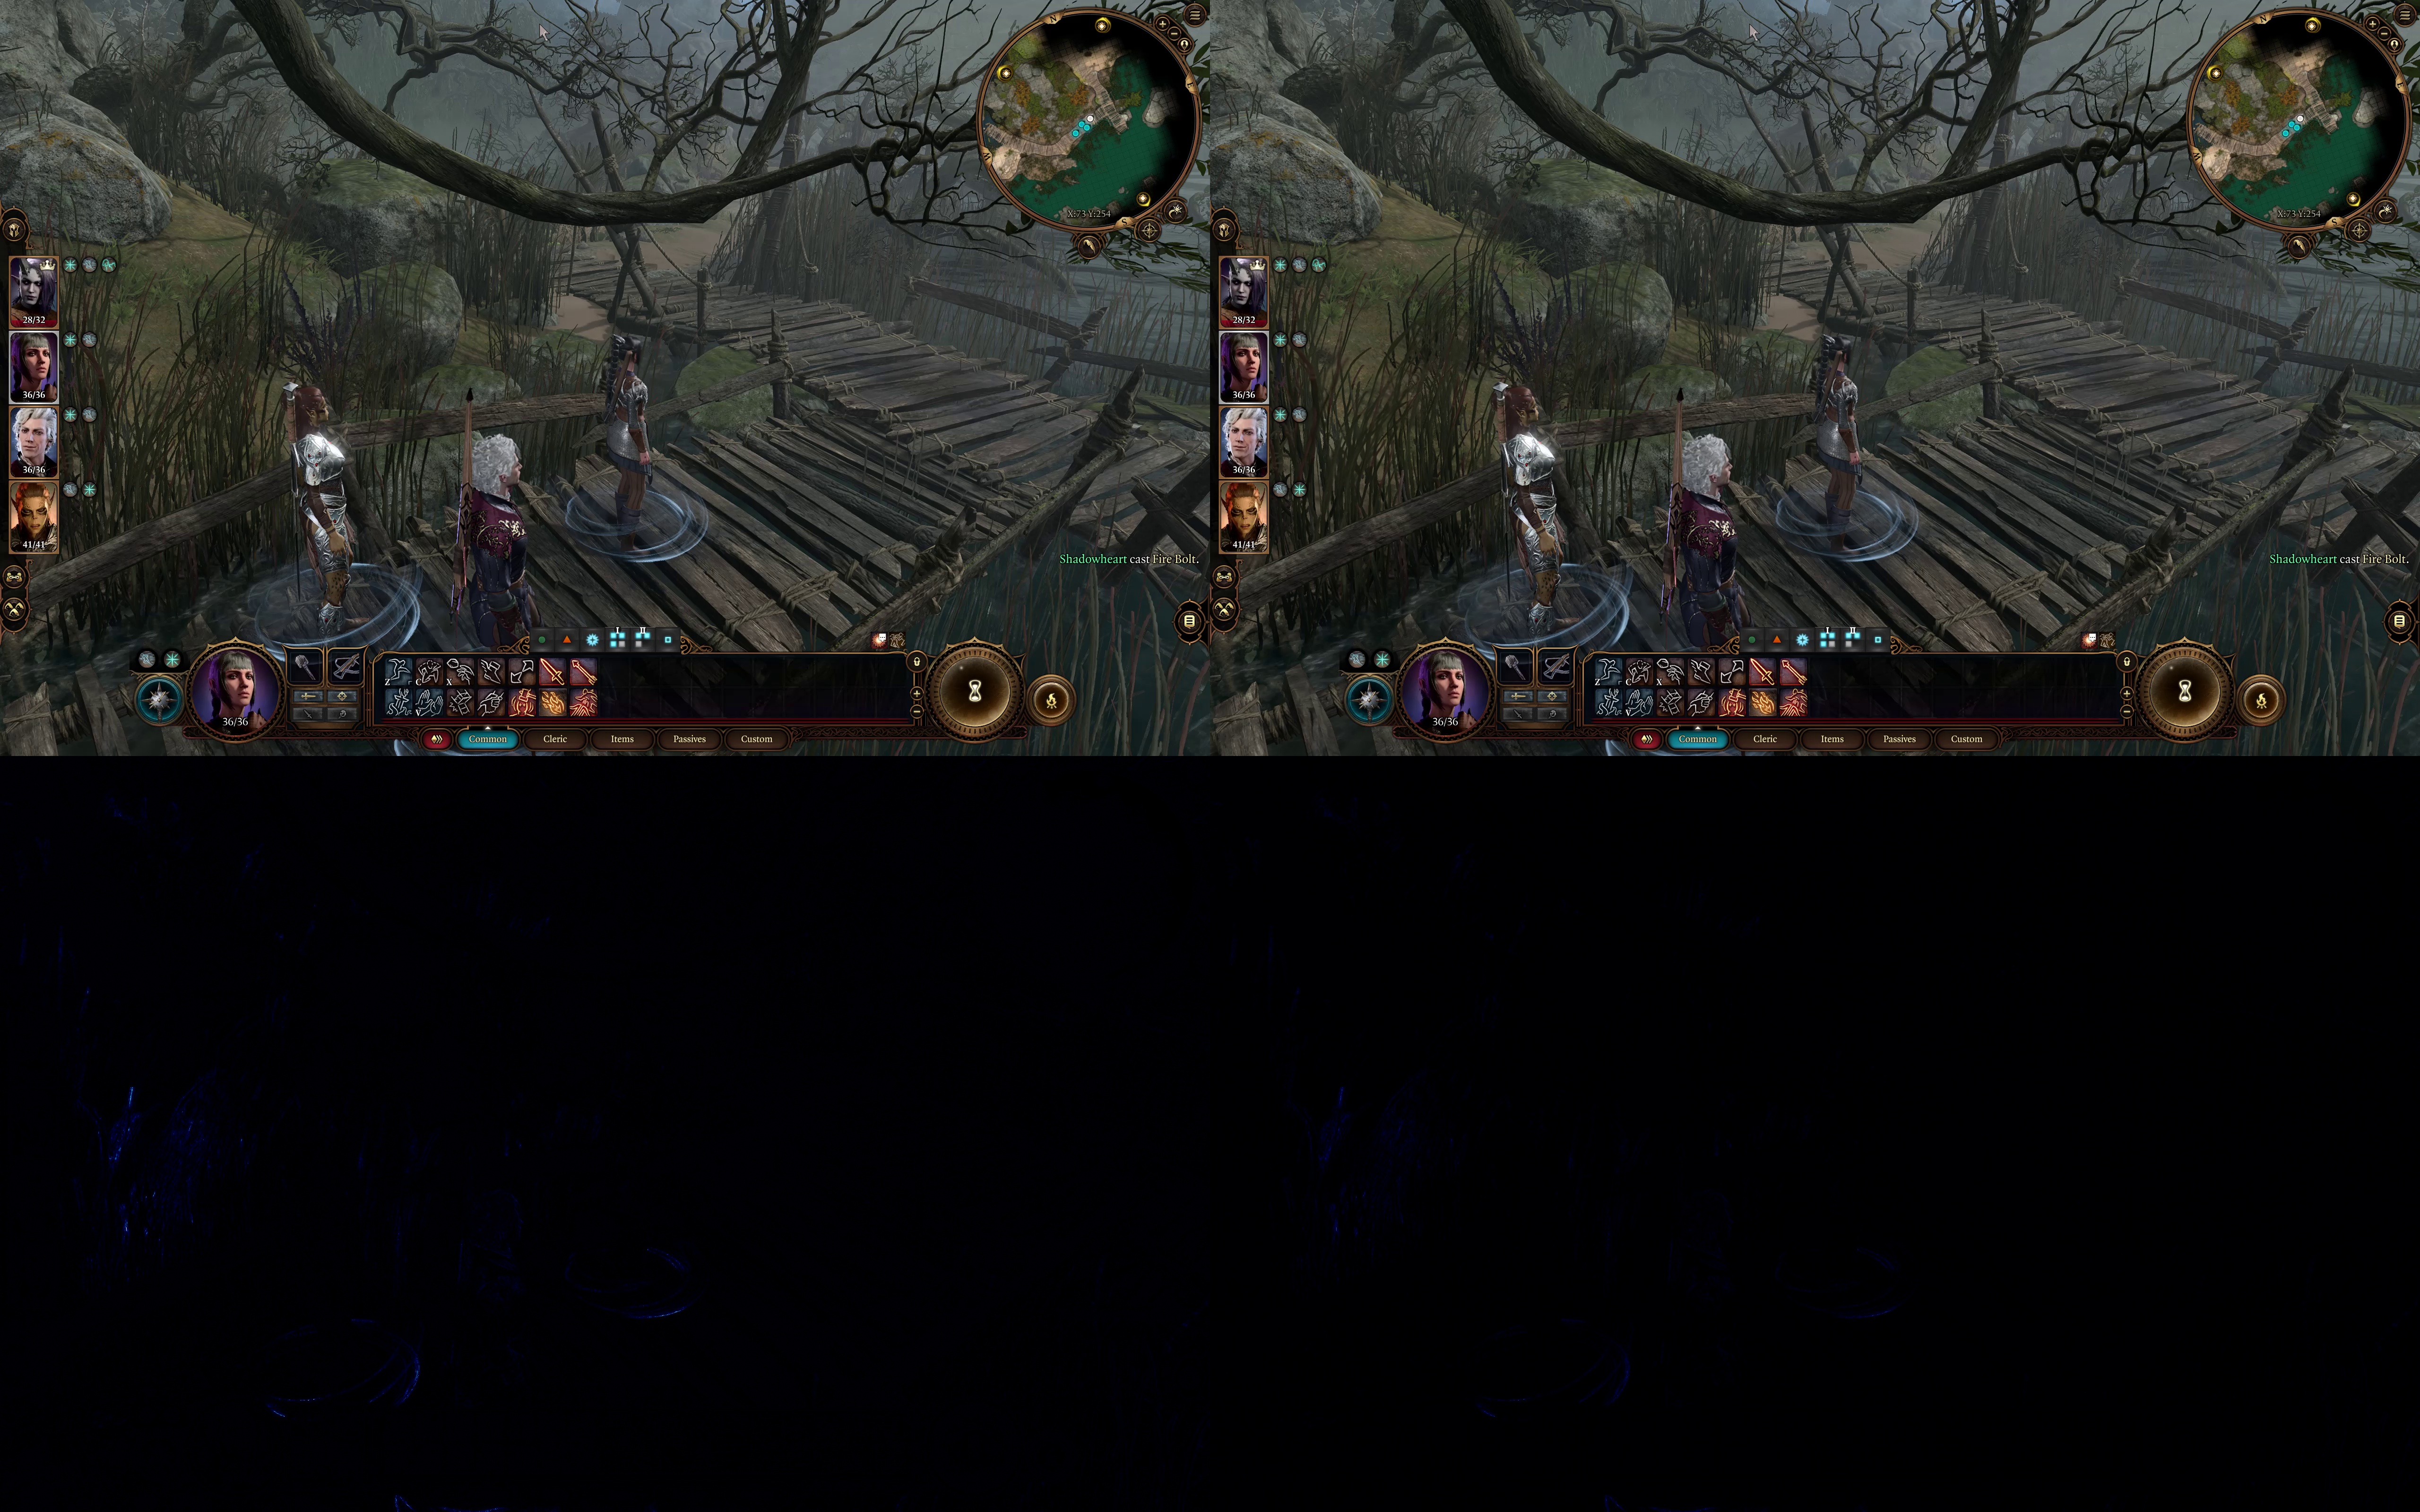 X:73 Y:254
28/32
36/36
36/36
41/41
Shadowheart cast Fire Bolt.
I II
Z C X
V
36/36
Common Cleric Items Passives Custom
X:73 Y:254
28/32
36/36
36/36
41/41
Shadowheart cast Fire Bolt.
I II
Z C X
V
36/36
Common Cleric Items Passives Custom